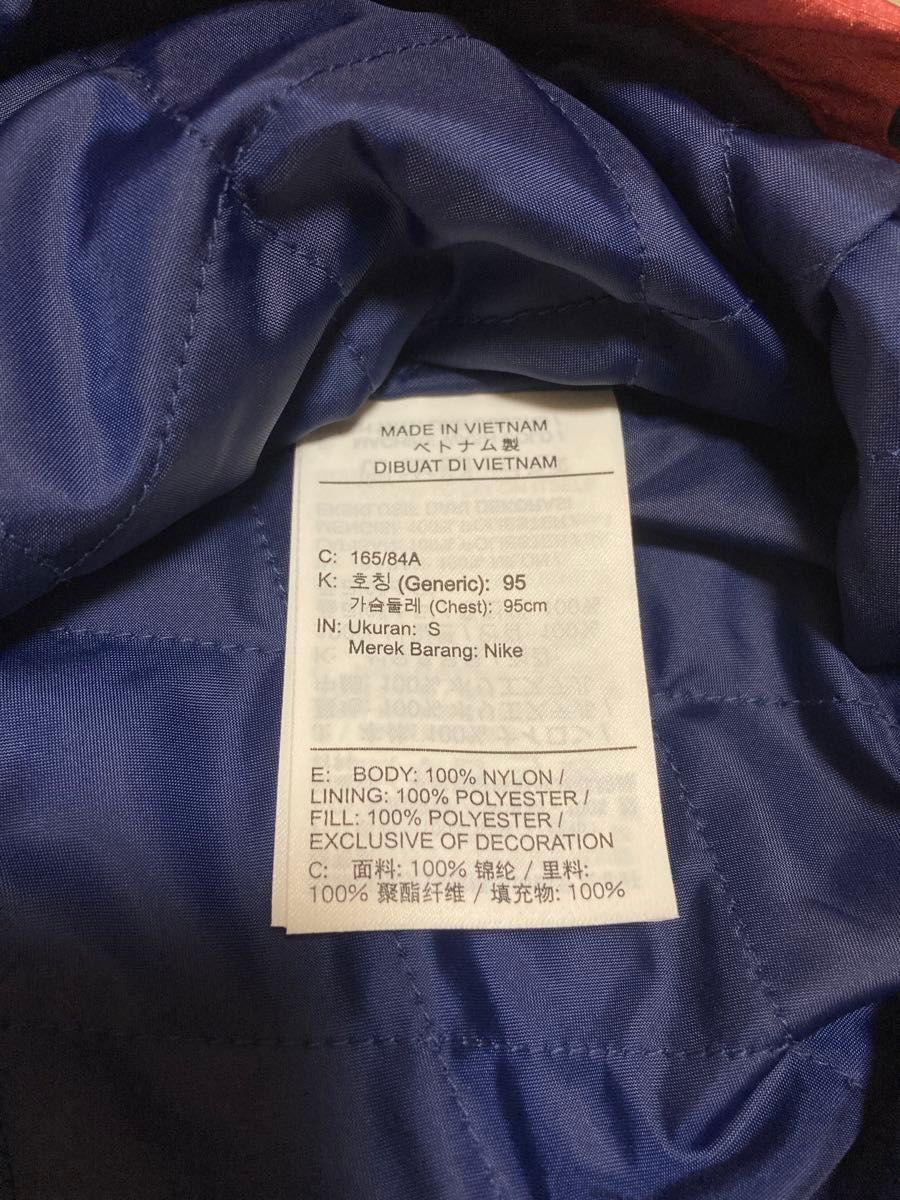 MADE IN VIETNAM
ベトナム製
DIBUAT DI VIETNAM
C: 165/84A
K: 호칭 (Generic): 95
가슴둘레 (Chest): 95cm
IN: Ukuran: S
Merek Barang: Nike
E: BODY: 100% NYLON /
LINING: 100% POLYESTER /
FILL: 100% POLYESTER /
EXCLUSIVE OF DECORATION
C: 面料: 100% 锦纶 / 里料:
100% 聚酯纤维 / 填充物: 100%